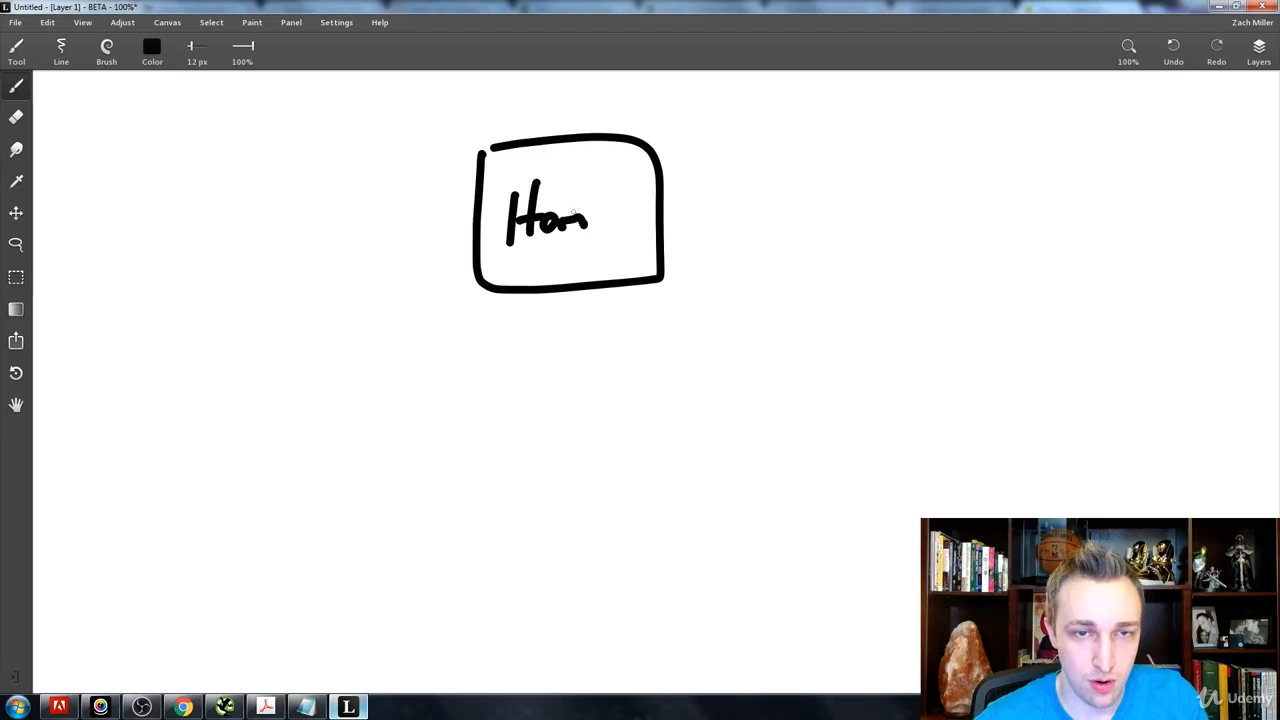 L Untitled - [Layer 1] - BETA - 100%*
File Edit View Adjust Canvas Select Paint Panel Settings Help Zach Miller
Tool Line Brush Color 12 px 100% 100% Undo Redo Layers
Hom
L
Udemy